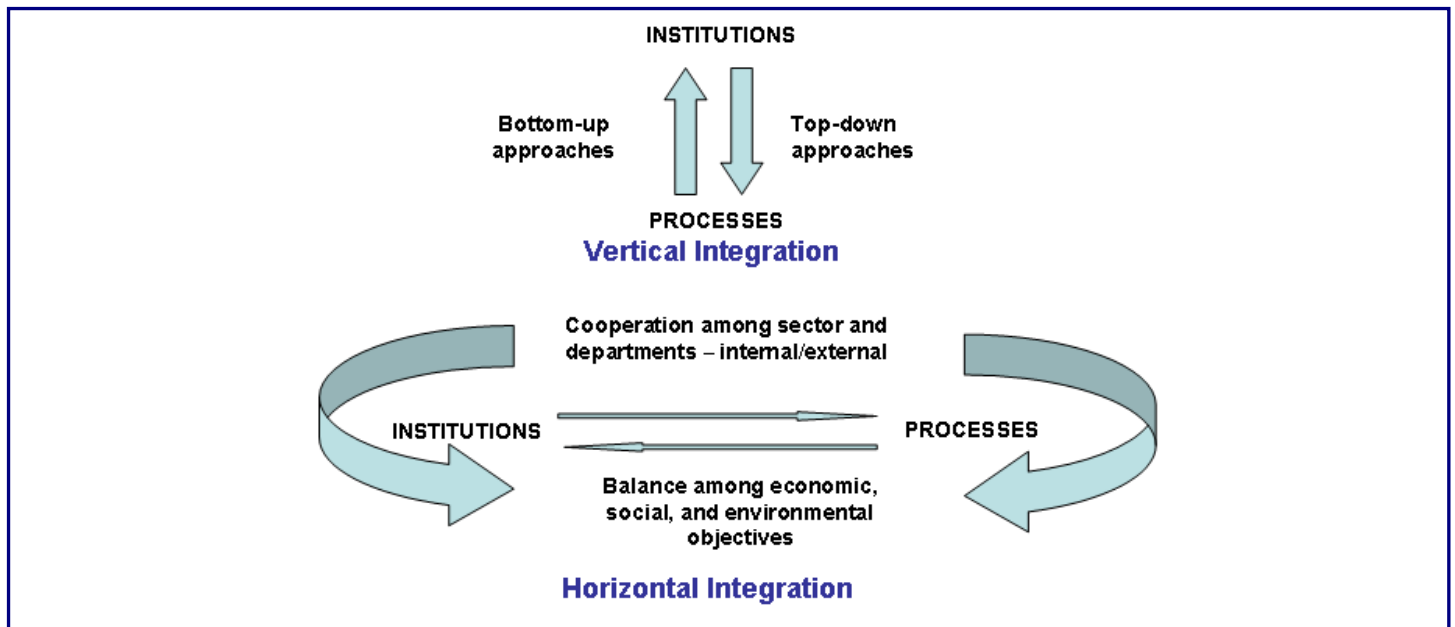 INSTITUTIONS
Bottom-up
approaches
Top-down
approaches
PROCESSES
Vertical Integration
Cooperation among sector and
departments – internal/external
INSTITUTIONS
PROCESSES
Balance among economic,
social, and environmental
objectives
Horizontal Integration